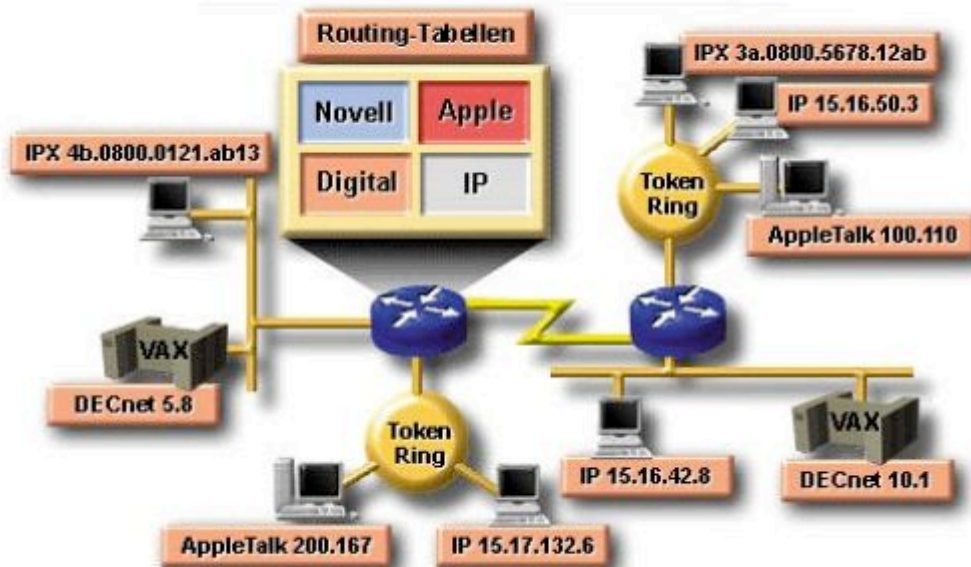 Routing-Tabellen
Novell
Apple
Digital
IP
IPX 3a.0800.5678.12ab
IP 15.16.50.3
Token
Ring
AppleTalk 100.110
IPX 4b.0800.0121.ab13
VAX
DECnet 5.8
Token
Ring
AppleTalk 200.167
IP 15.17.132.6
IP 15.16.42.8
VAX
DECnet 10.1